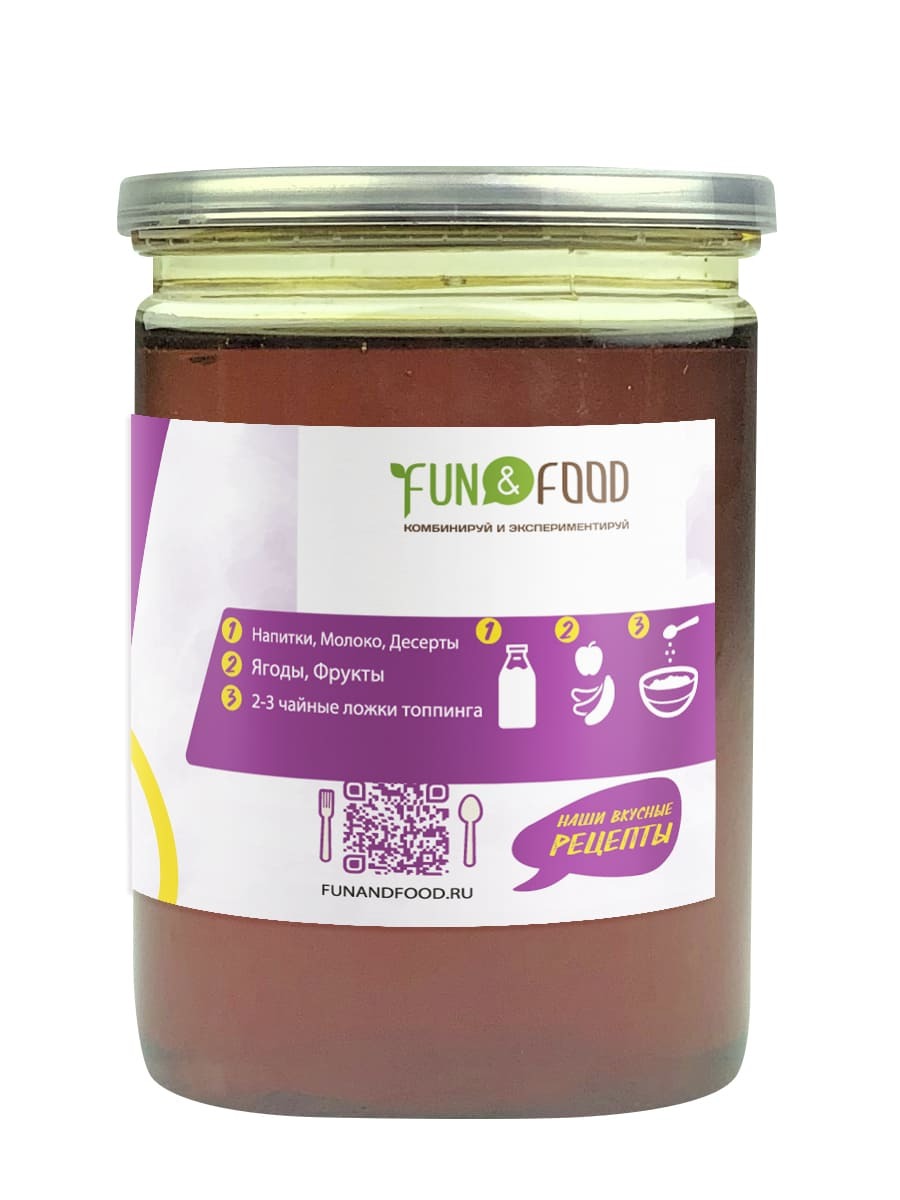 FUN & FOOD
КОМБИНИРУЙ И ЭКСПЕРИМЕНТИРУЙ
1 Напитки, Молоко, Десерты
2 Ягоды, Фрукты
3 2-3 чайные ложки топпинга
1 2 3
НАШИ ВКУСНЫЕ
РЕЦЕПТЫ
FUNANDFOOD.RU